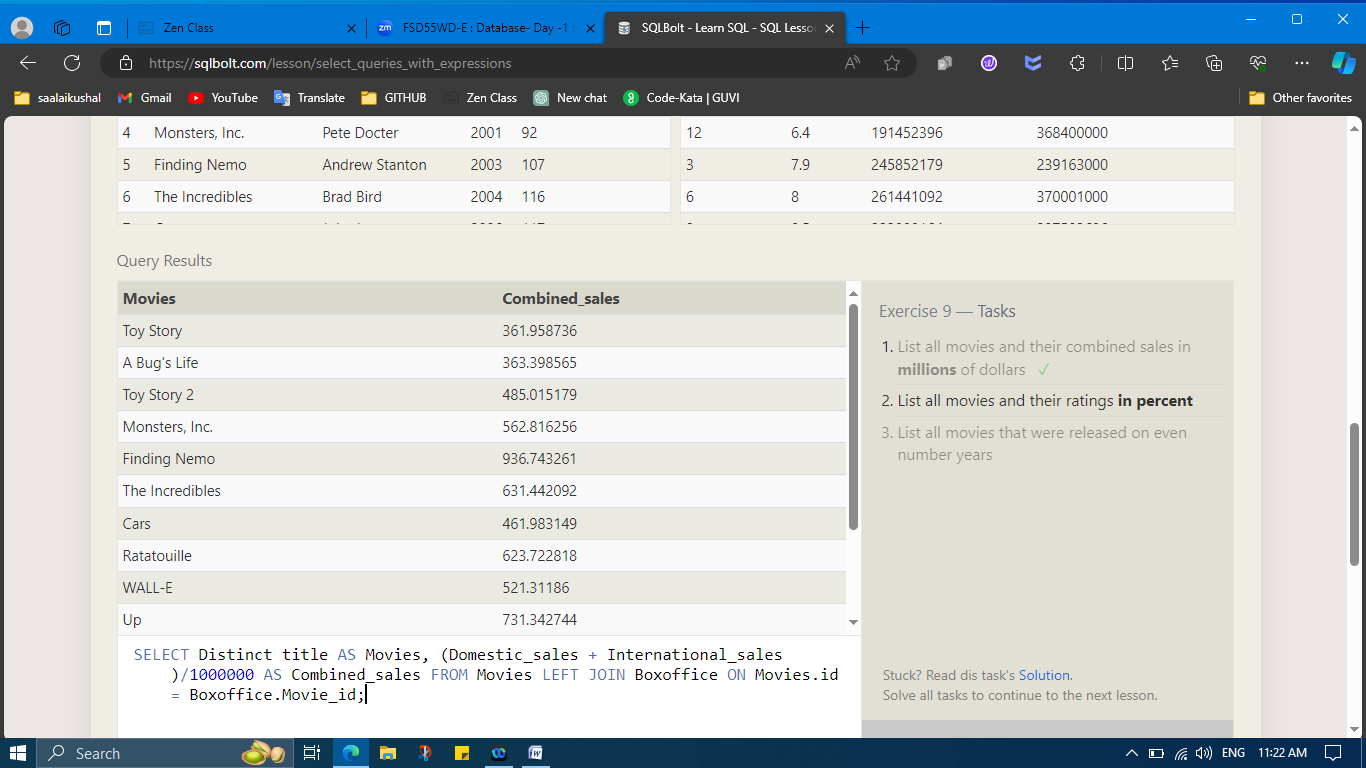 Zen Class
zm FSD55WD-E : Database- Day -1 :
SQLBolt - Learn SQL - SQL Lesso
https://sqlbolt.com/lesson/select_queries_with_expressions
saalaikushal
Gmail
YouTube
Translate
GITHUB
Zen Class
New chat
Code-Kata | GUVI
Other favorites
4 Monsters, Inc. Pete Docter 2001 92
5 Finding Nemo Andrew Stanton 2003 107
6 The Incredibles Brad Bird 2004 116
12 6.4 191452396 368400000
3 7.9 245852179 239163000
6 8 261441092 370001000
Query Results
Movies Combined_sales
Toy Story 361.958736
A Bug's Life 363.398565
Toy Story 2 485.015179
Monsters, Inc. 562.816256
Finding Nemo 936.743261
The Incredibles 631.442092
Cars 461.983149
Ratatouille 623.722818
WALL-E 521.31186
Up 731.342744
SELECT Distinct title AS Movies, (Domestic_sales + International_sales
)/1000000 AS Combined_sales FROM Movies LEFT JOIN Boxoffice ON Movies.id
= Boxoffice.Movie_id;
Exercise 9 — Tasks
1. List all movies and their combined sales in
millions of dollars ✓
2. List all movies and their ratings in percent
3. List all movies that were released on even
number years
Stuck? Read dis task's Solution.
Solve all tasks to continue to the next lesson.
Search
ENG
11:22 AM